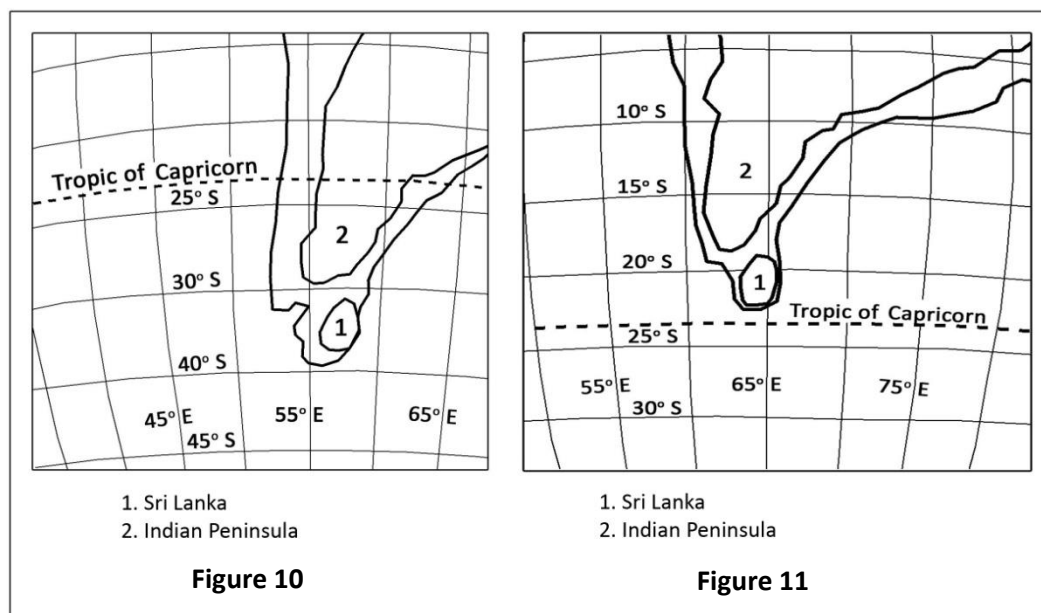 Tropic of Capricorn
25° S
2
30° S
1
40° S
45° E
55° E
65° E
45° S
1. Sri Lanka
2. Indian Peninsula
Figure 10
10° S
2
15° S
20° S
1
Tropic of Capricorn
25° S
55° E
65° E
75° E
30° S
1. Sri Lanka
2. Indian Peninsula
Figure 11